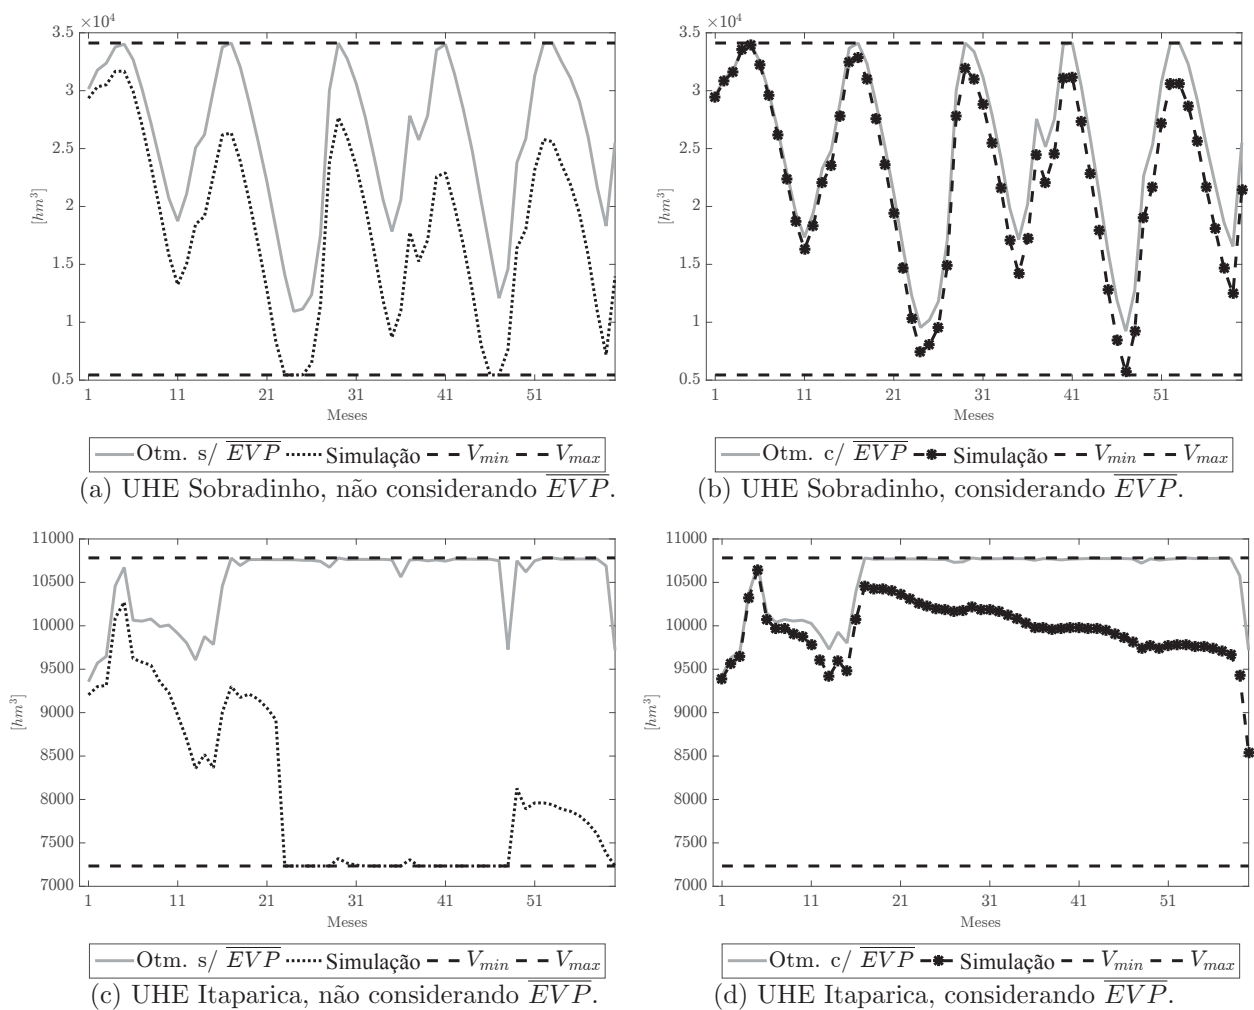 ×10⁴
3.5
3
2.5
2
1.5
1
0.5
[hm³]
1 11 21 31 41 51
Meses
Otm. s/ EVP Simulação V_min V_max
(a) UHE Sobradinho, não considerando EVP.
×10⁴
3.5
3
2.5
2
1.5
1
0.5
[hm³]
1 11 21 31 41 51
Meses
Otm. c/ EVP Simulação V_min V_max
(b) UHE Sobradinho, considerando EVP.
11000
10500
10000
9500
9000
8500
8000
7500
7000
[hm³]
1 11 21 31 41 51
Meses
Otm. s/ EVP Simulação V_min V_max
(c) UHE Itaparica, não considerando EVP.
11000
10500
10000
9500
9000
8500
8000
7500
7000
[hm³]
1 11 21 31 41 51
Meses
Otm. c/ EVP Simulação V_min V_max
(d) UHE Itaparica, considerando EVP.